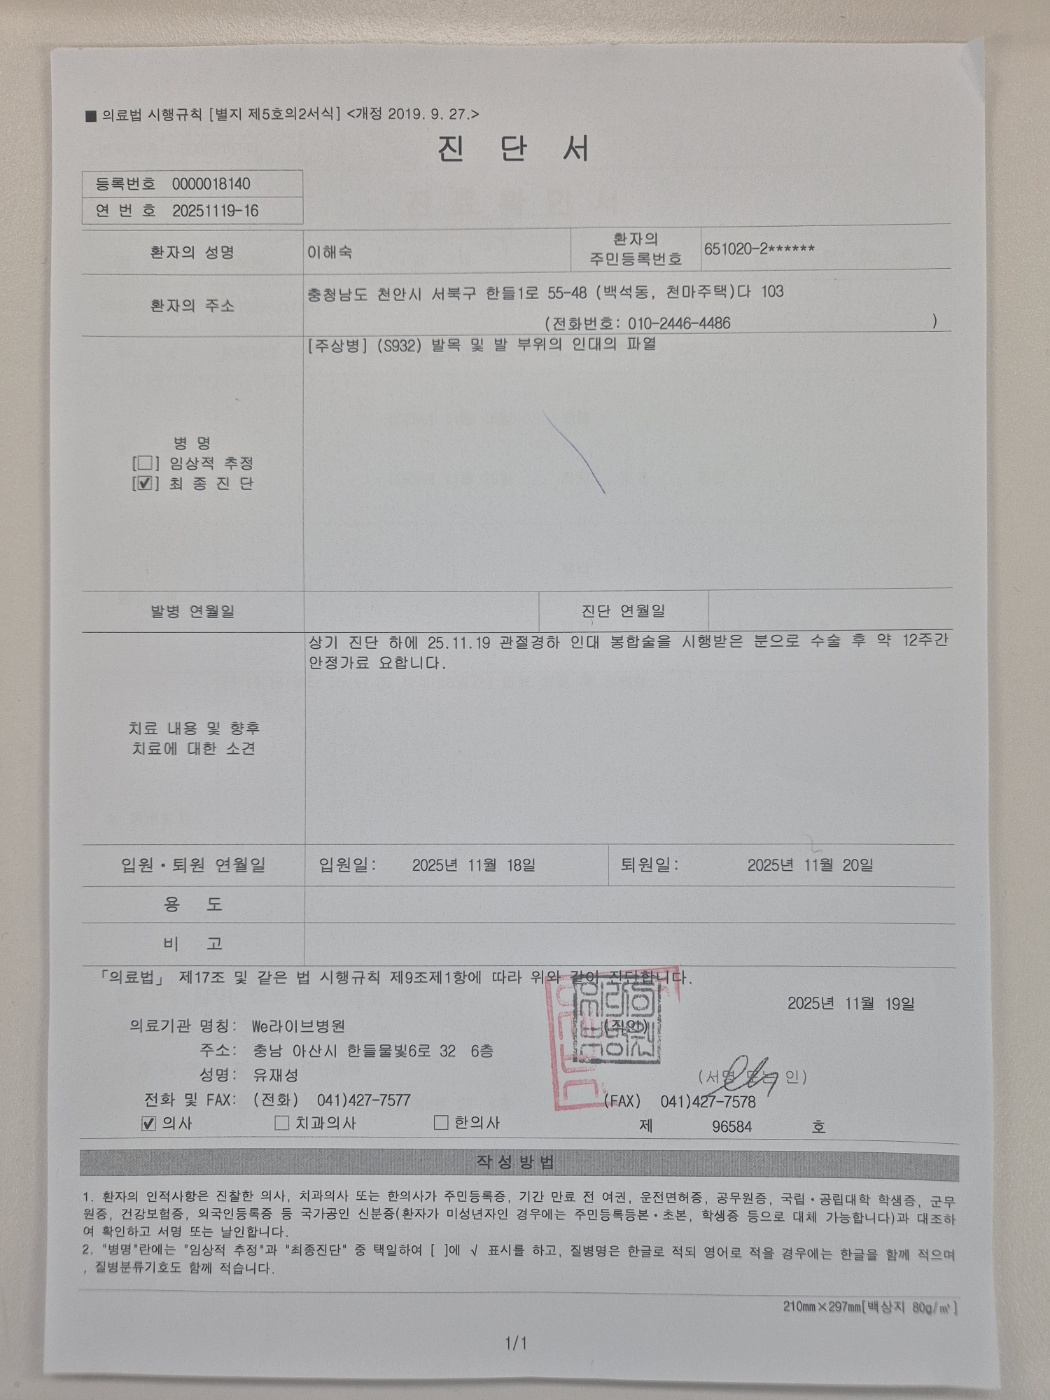 ■ 의료법 시행규칙 [별지 제5호의2서식] <개정 2019. 9. 27.>
진 단 서
등록번호 0000018140
연 번 호 20251119-16
환자의 성명 이해숙 환자의 주민등록번호 651020-2******
환자의 주소 충청남도 천안시 서북구 한들1로 55-48 (백석동, 천마주택)다 103
(전화번호: 010-2446-4486 )
[주상병] (S932) 발목 및 발 부위의 인대의 파열
병 명
[☐] 임상적 추정
[☑] 최 종 진 단
발병 연월일 진단 연월일
상기 진단 하에 25.11.19 관절경하 인대 봉합술을 시행받은 분으로 수술 후 약 12주간
안정가료 요합니다.
치료 내용 및 향후
치료에 대한 소견
입원·퇴원 연월일 입원일: 2025년 11월 18일 퇴원일: 2025년 11월 20일
용 도
비 고
「의료법」 제17조 및 같은 법 시행규칙 제9조제1항에 따라 위와 같이 진단합니다.
2025년 11월 19일
의료기관 명칭: We라이브병원 (직인)
주소: 충남 아산시 한들물빛6로 32 6층
성명: 유재성 (서명 또는 인)
전화 및 FAX: (전화) 041)427-7577 (FAX) 041)427-7578
☑ 의사 ☐ 치과의사 ☐ 한의사 제 96584 호
작 성 방 법
1. 환자의 인적사항은 진찰한 의사, 치과의사 또는 한의사가 주민등록증, 기간 만료 전 여권, 운전면허증, 공무원증, 국립·공립대학 학생증, 군무
원증, 건강보험증, 외국인등록증 등 국가공인 신분증(환자가 미성년자인 경우에는 주민등록등본·초본, 학생증 등으로 대체 가능합니다)과 대조하
여 확인하고 서명 또는 날인합니다.
2. "병명"란에는 "임상적 추정"과 "최종진단" 중 택일하여 [ ]에 √ 표시를 하고, 질병명은 한글로 적되 영어로 적을 경우에는 한글을 함께 적으며
, 질병분류기호도 함께 적습니다.
210㎜×297㎜[백상지 80g/㎡]
1/1